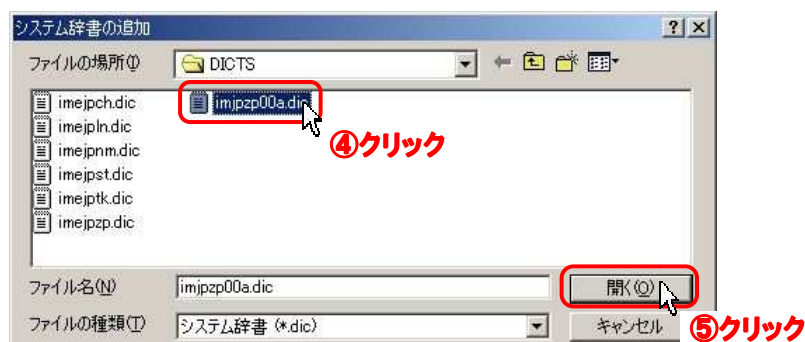 システム辞書の追加
ファイルの場所(I)
DICTS
imejpch.dic
imjpzp00a.dic
imejpln.dic
④クリック
imejpnm.dic
imejpst.dic
imejptk.dic
imejpzp.dic
ファイル名(N)
imjpzp00a.dic
開く(O)
ファイルの種類(T)
システム辞書 (*.dic)
キャンセル
⑤クリック